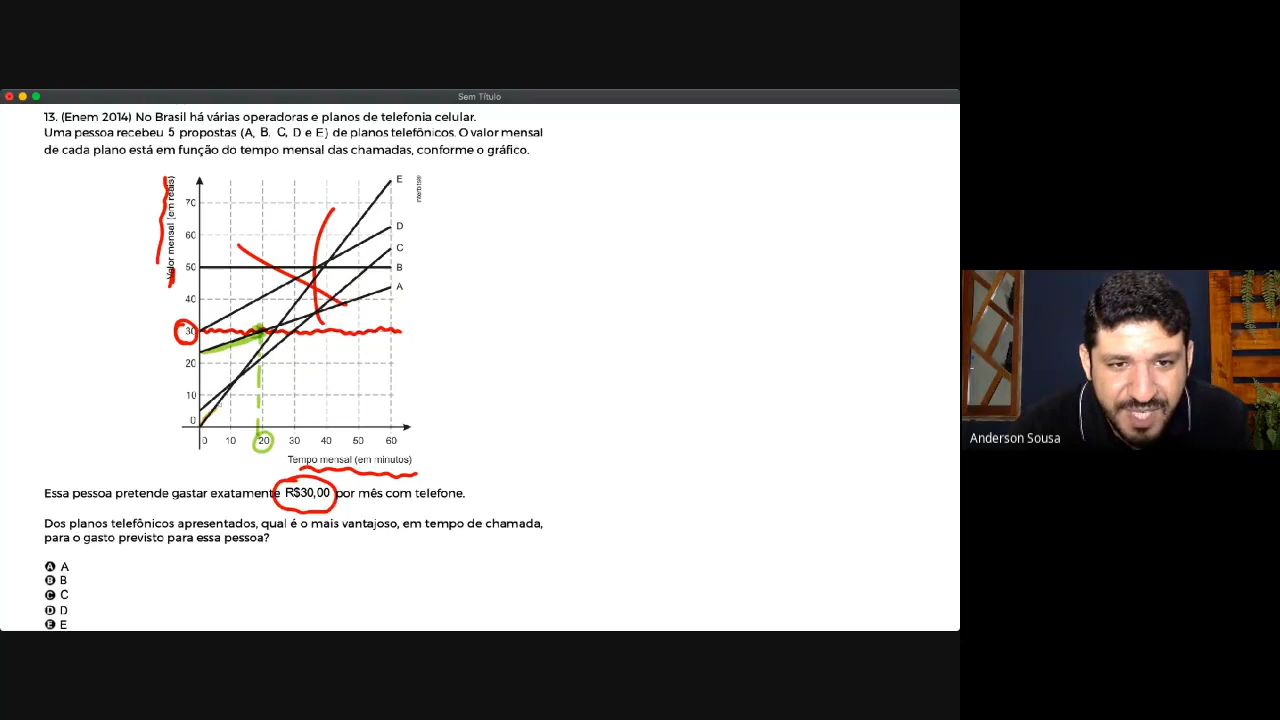 Sem Título
13. (Enem 2014) No Brasil há várias operadoras e planos de telefonia celular.
Uma pessoa recebeu 5 propostas (A, B, C, D e E) de planos telefônicos. O valor mensal
de cada plano está em função do tempo mensal das chamadas, conforme o gráfico.
Valor mensal (em reais)
E
70
D
60
C
50
B
A
40
30
20
10
0
0 10 20 30 40 50 60
Tempo mensal (em minutos)
Essa pessoa pretende gastar exatamente R$30,00 por mês com telefone.
Dos planos telefônicos apresentados, qual é o mais vantajoso, em tempo de chamada,
para o gasto previsto para essa pessoa?
A A
B B
C C
D D
E E
Anderson Sousa